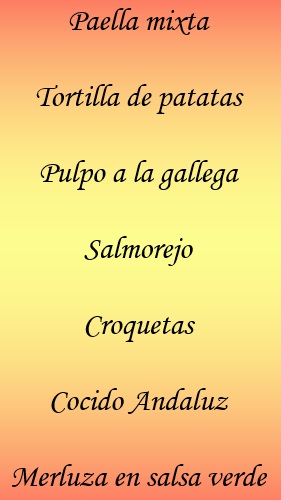 Paella mixta
Tortilla de patatas
Pulpo a la gallega
Salmorejo
Croquetas
Cocido Andaluz
Merluza en salsa verde